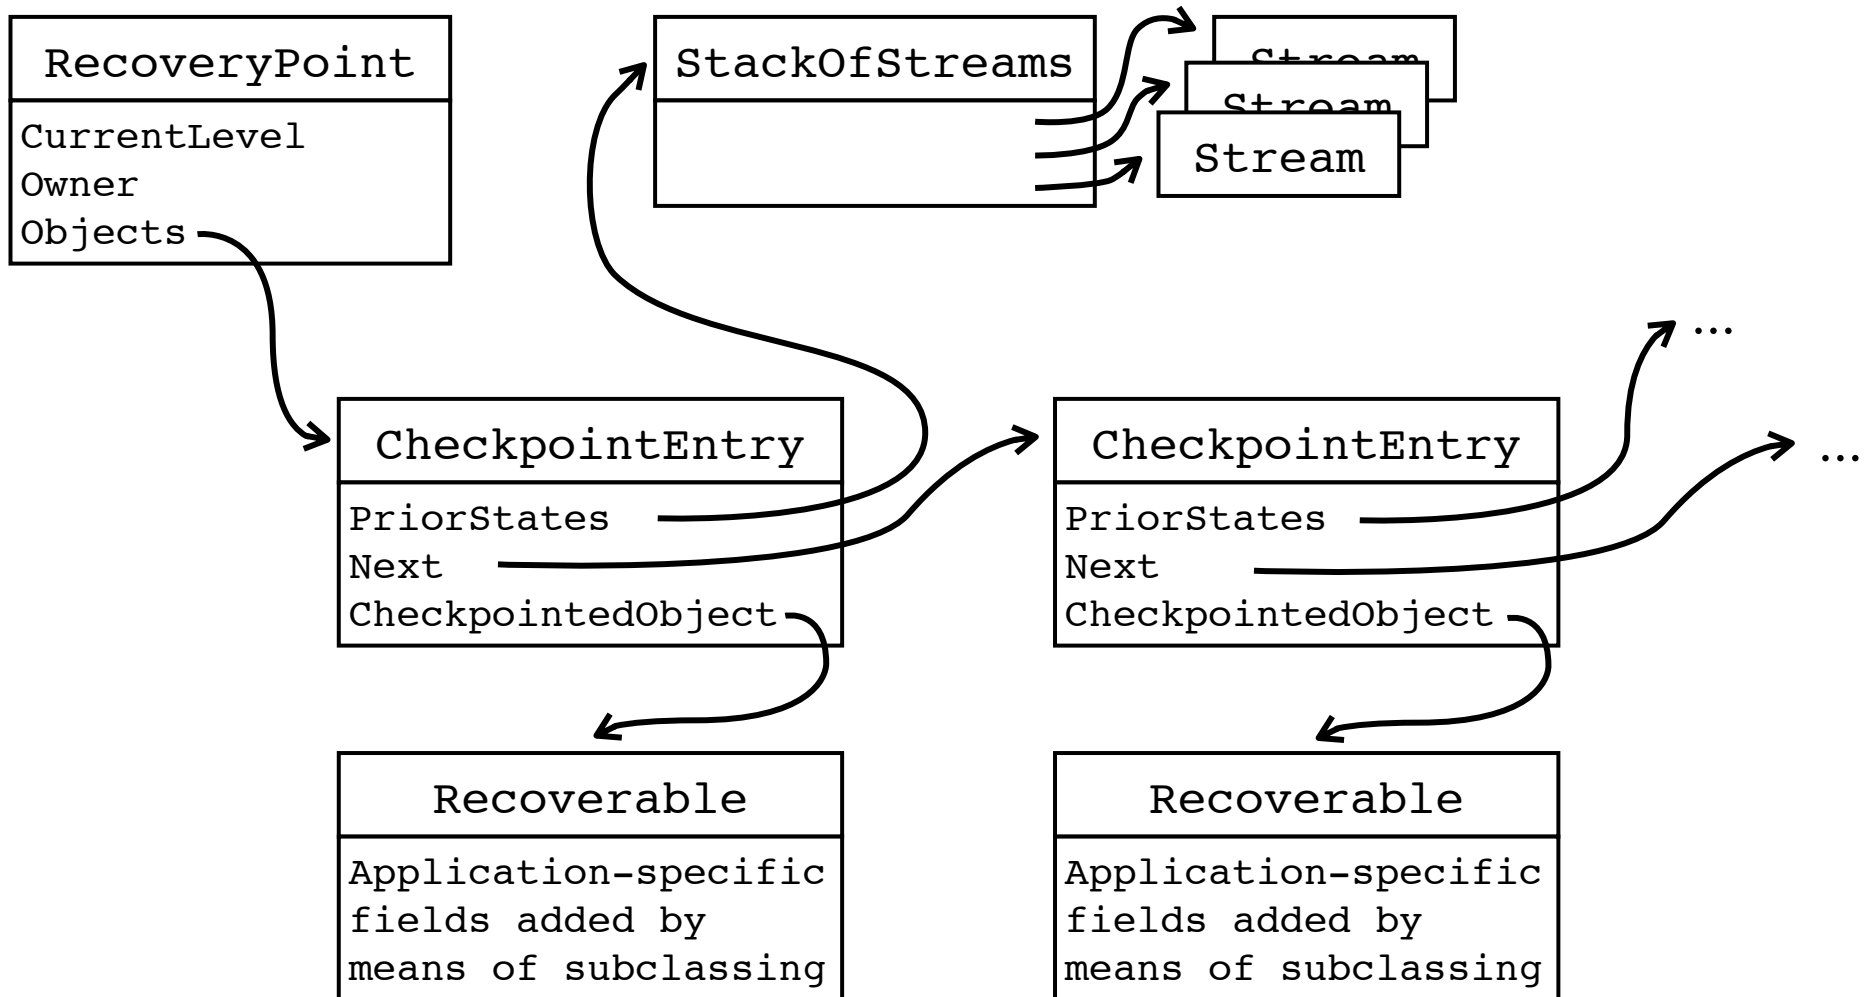 RecoveryPoint
CurrentLevel
Owner
Objects
StackOfStreams
Stream
Stream
Stream
...
CheckpointEntry
PriorStates
Next
CheckpointedObject
CheckpointEntry
PriorStates
Next
CheckpointedObject
...
Recoverable
Application-specific
fields added by
means of subclassing
Recoverable
Application-specific
fields added by
means of subclassing